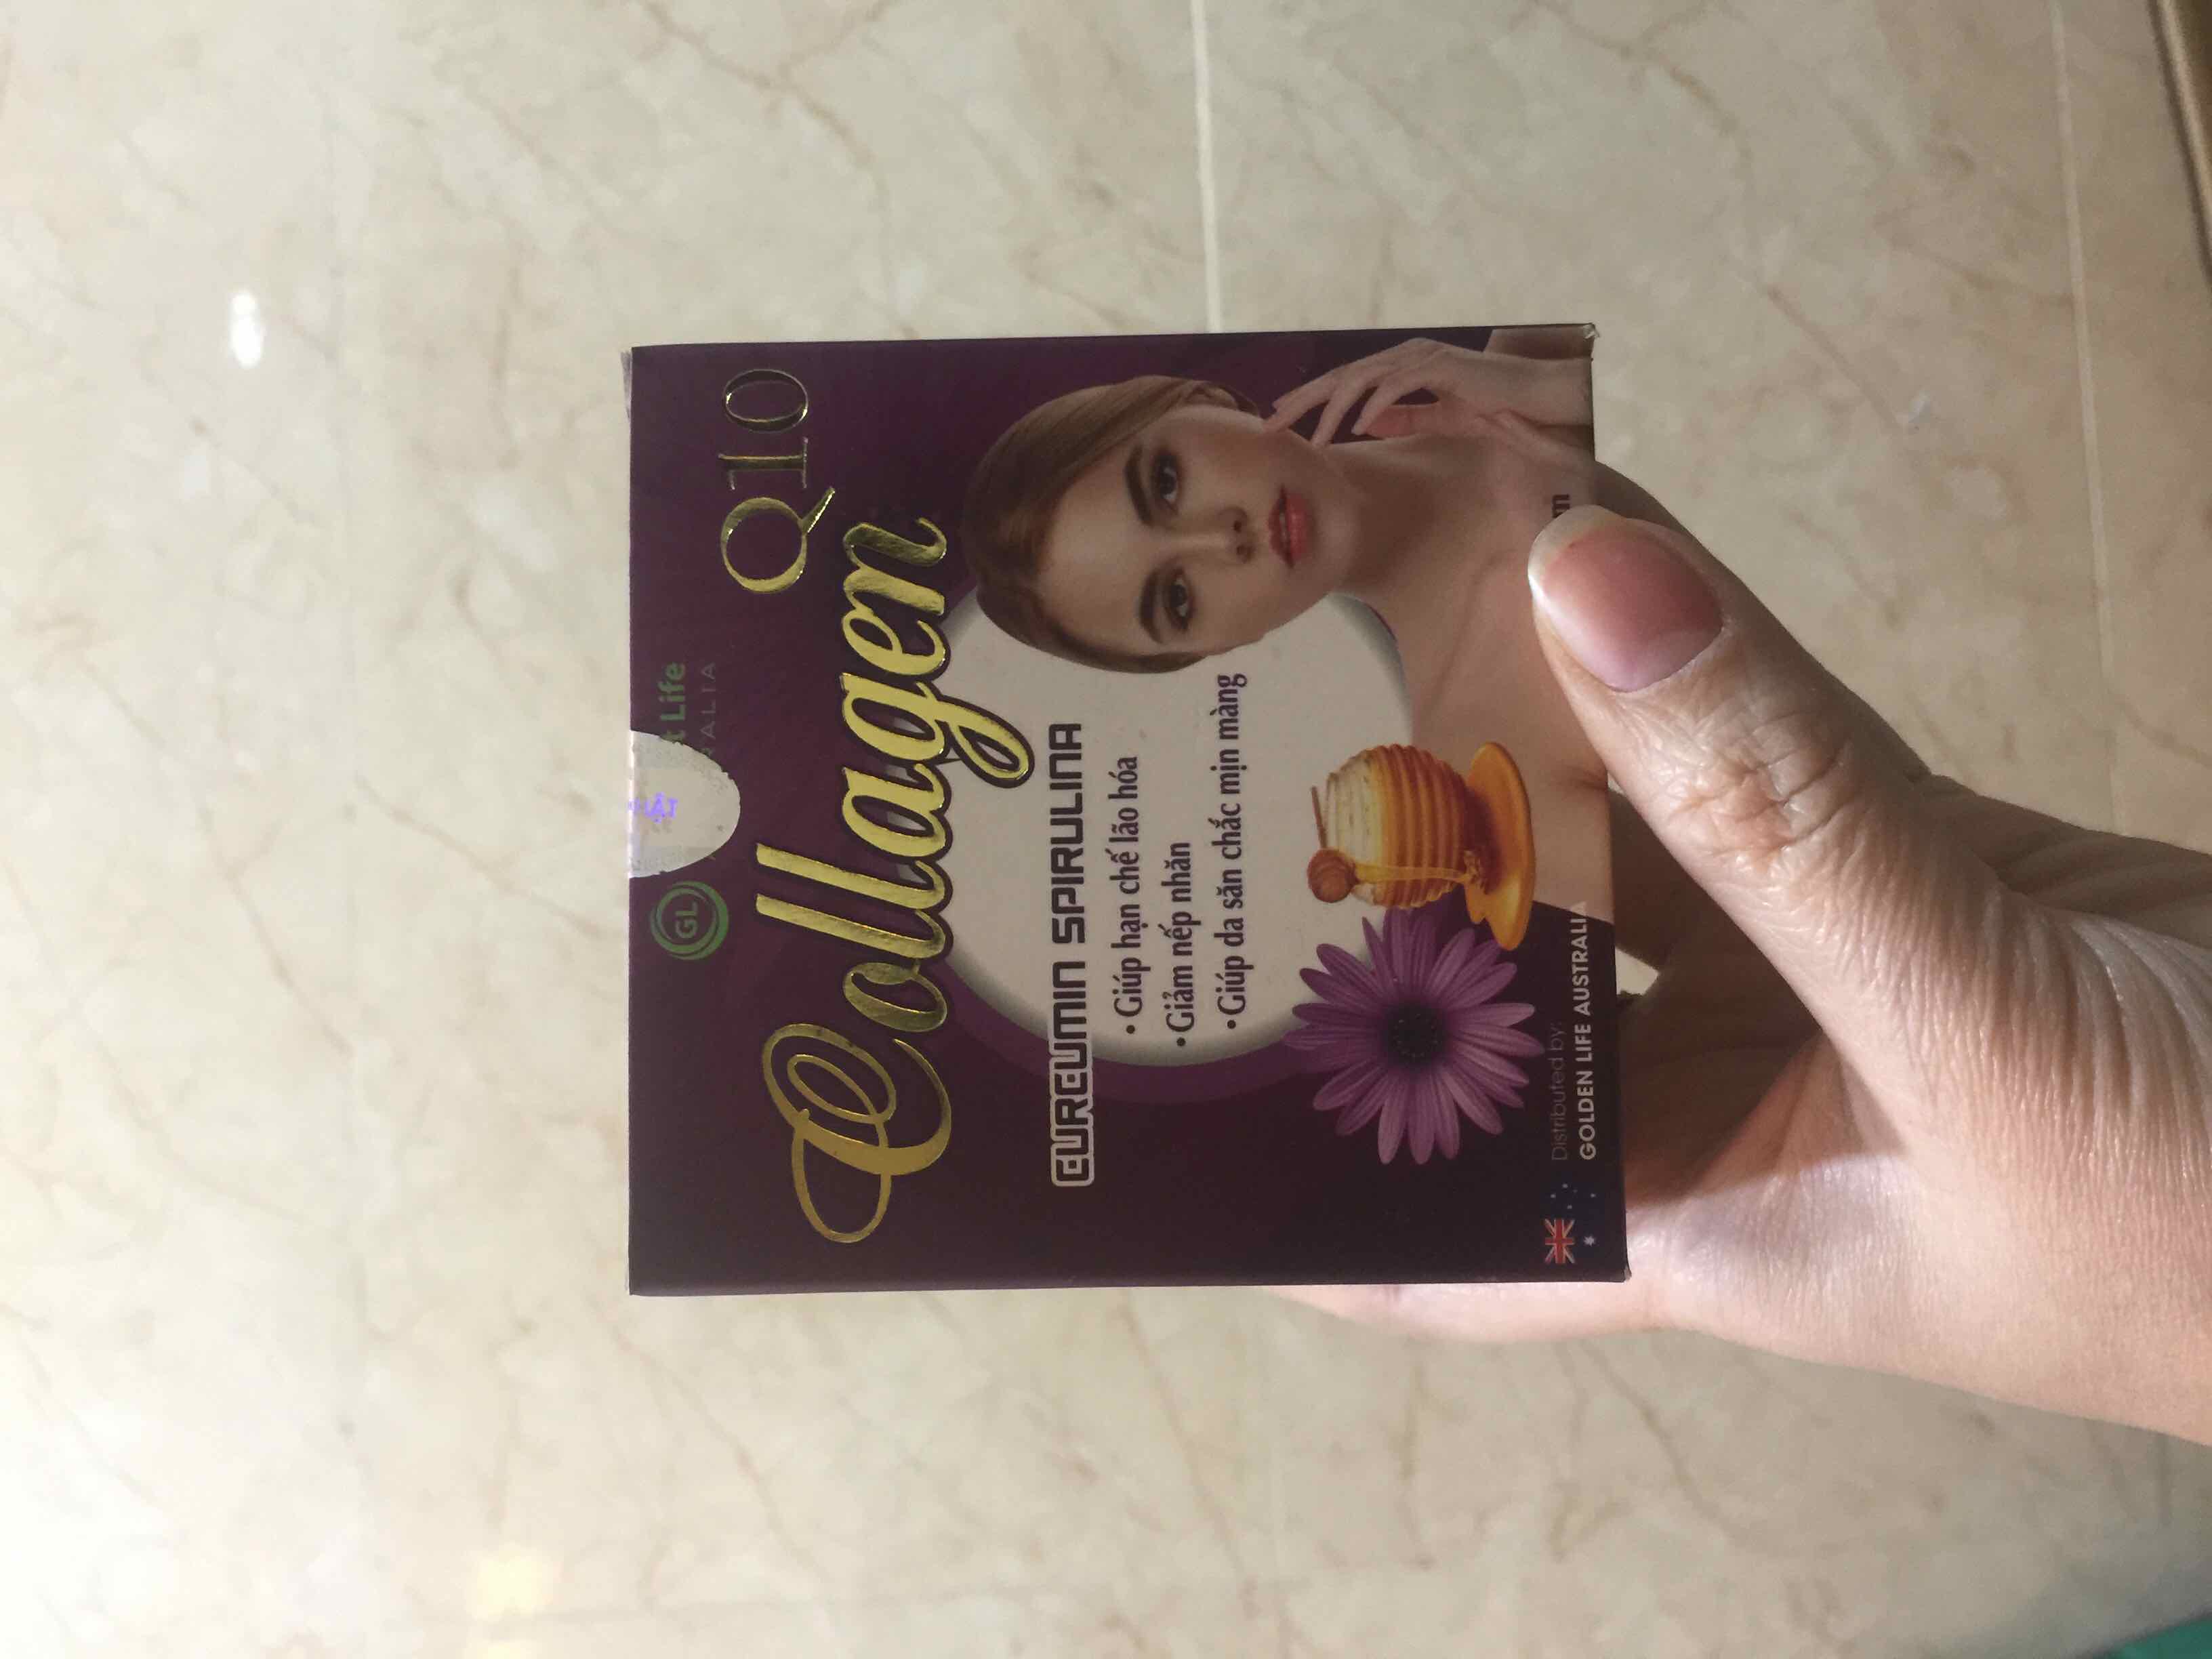 GL
Life
Q10
Collagen
CURCUMIN SPIRULINA
• Giúp hạn chế lão hóa
• Giảm nếp nhăn
• Giúp da săn chắc mịn màng
Distributed by:
GOLDEN LIFE AUSTRALIA